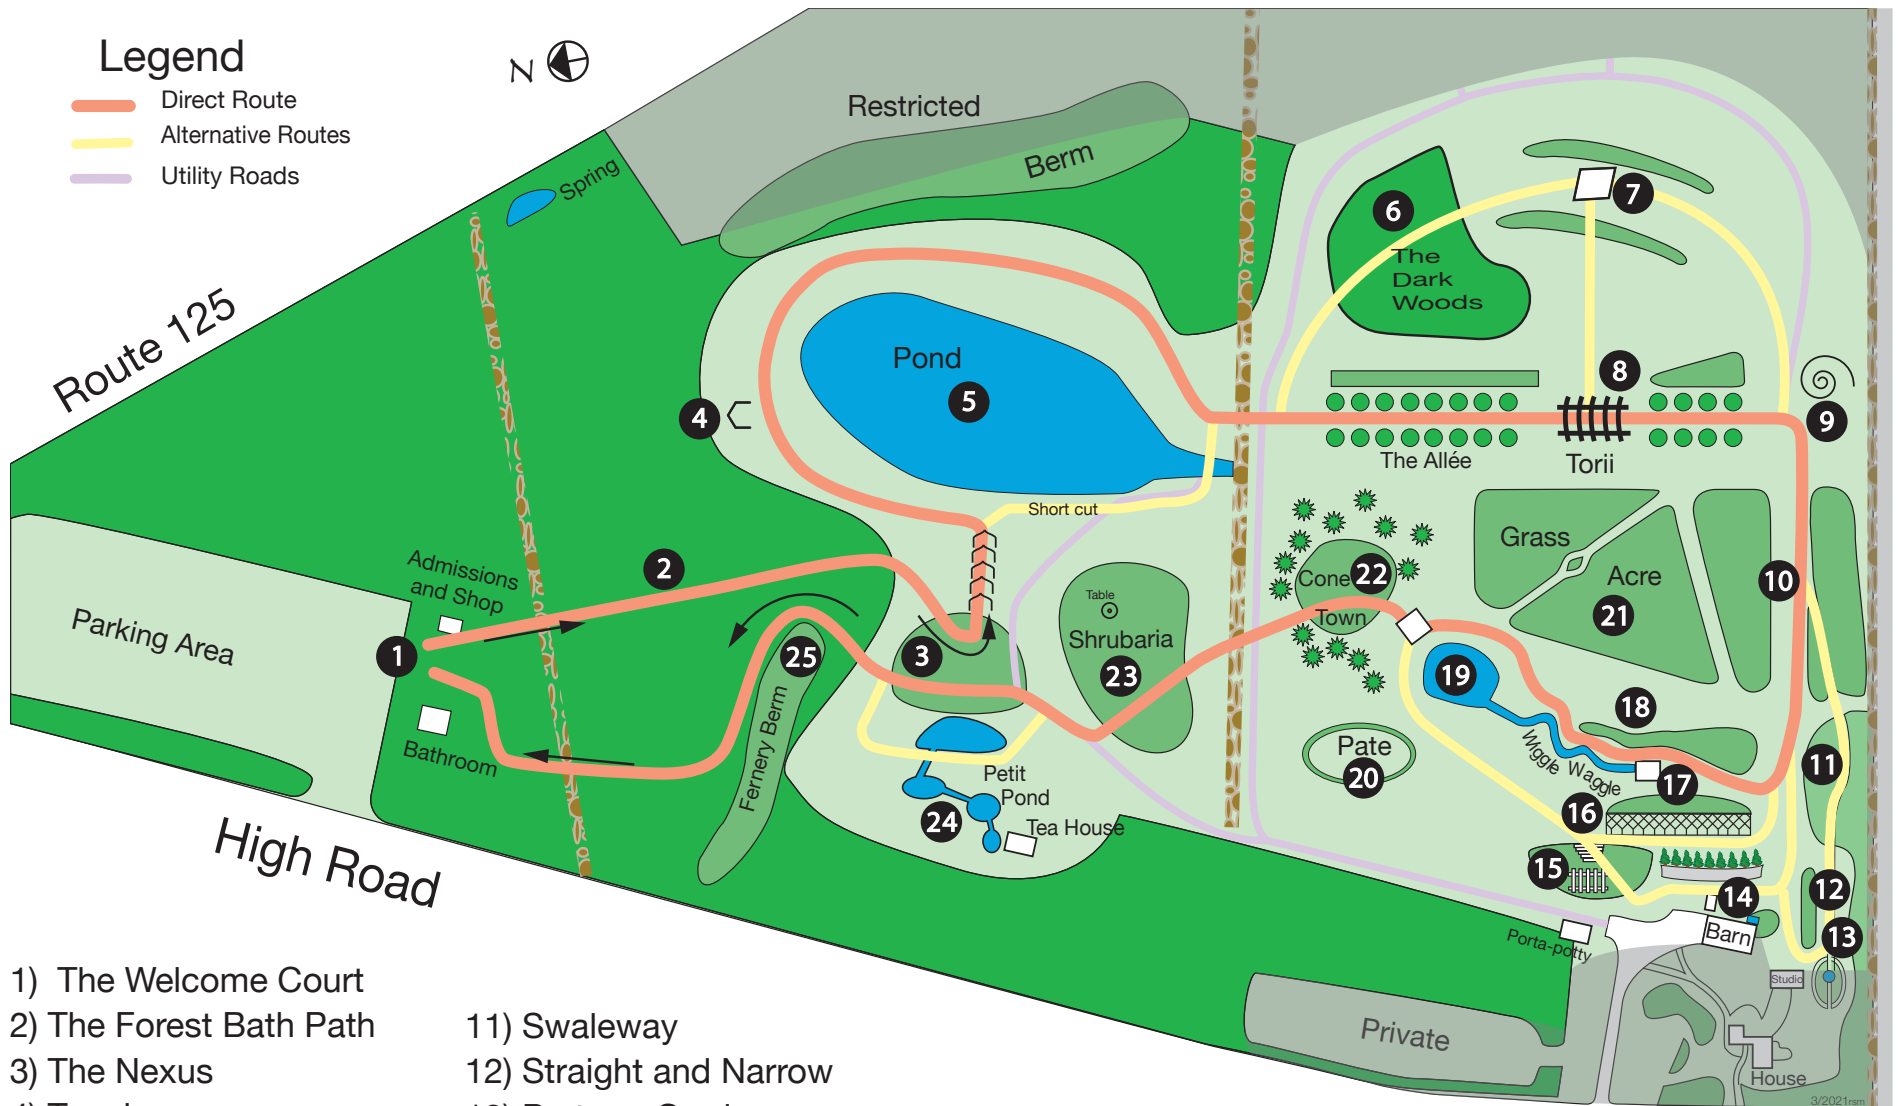 Legend
Direct Route
Alternative Routes
Utility Roads
N
Route 125
Spring
Restricted
Berm
6
The
Dark
Woods
7
Pond
5
4
8
9
The Allée
Torii
Short cut
2
Admissions
and Shop
Parking Area
1
Bathroom
High Road
25
Fernery Berm
3
Table
Shrubaria
23
Grass
Acre
21
10
Cone
22
Town
19
18
Wiggle Waggle
17
Pate
20
11
16
15
14
12
13
Petit
Pond
24
Tea House
Barn
Porta-potty
Studio
Private
House
3/2021rsm
1) The Welcome Court
2) The Forest Bath Path
3) The Nexus
11) Swaleway
12) Straight and Narrow